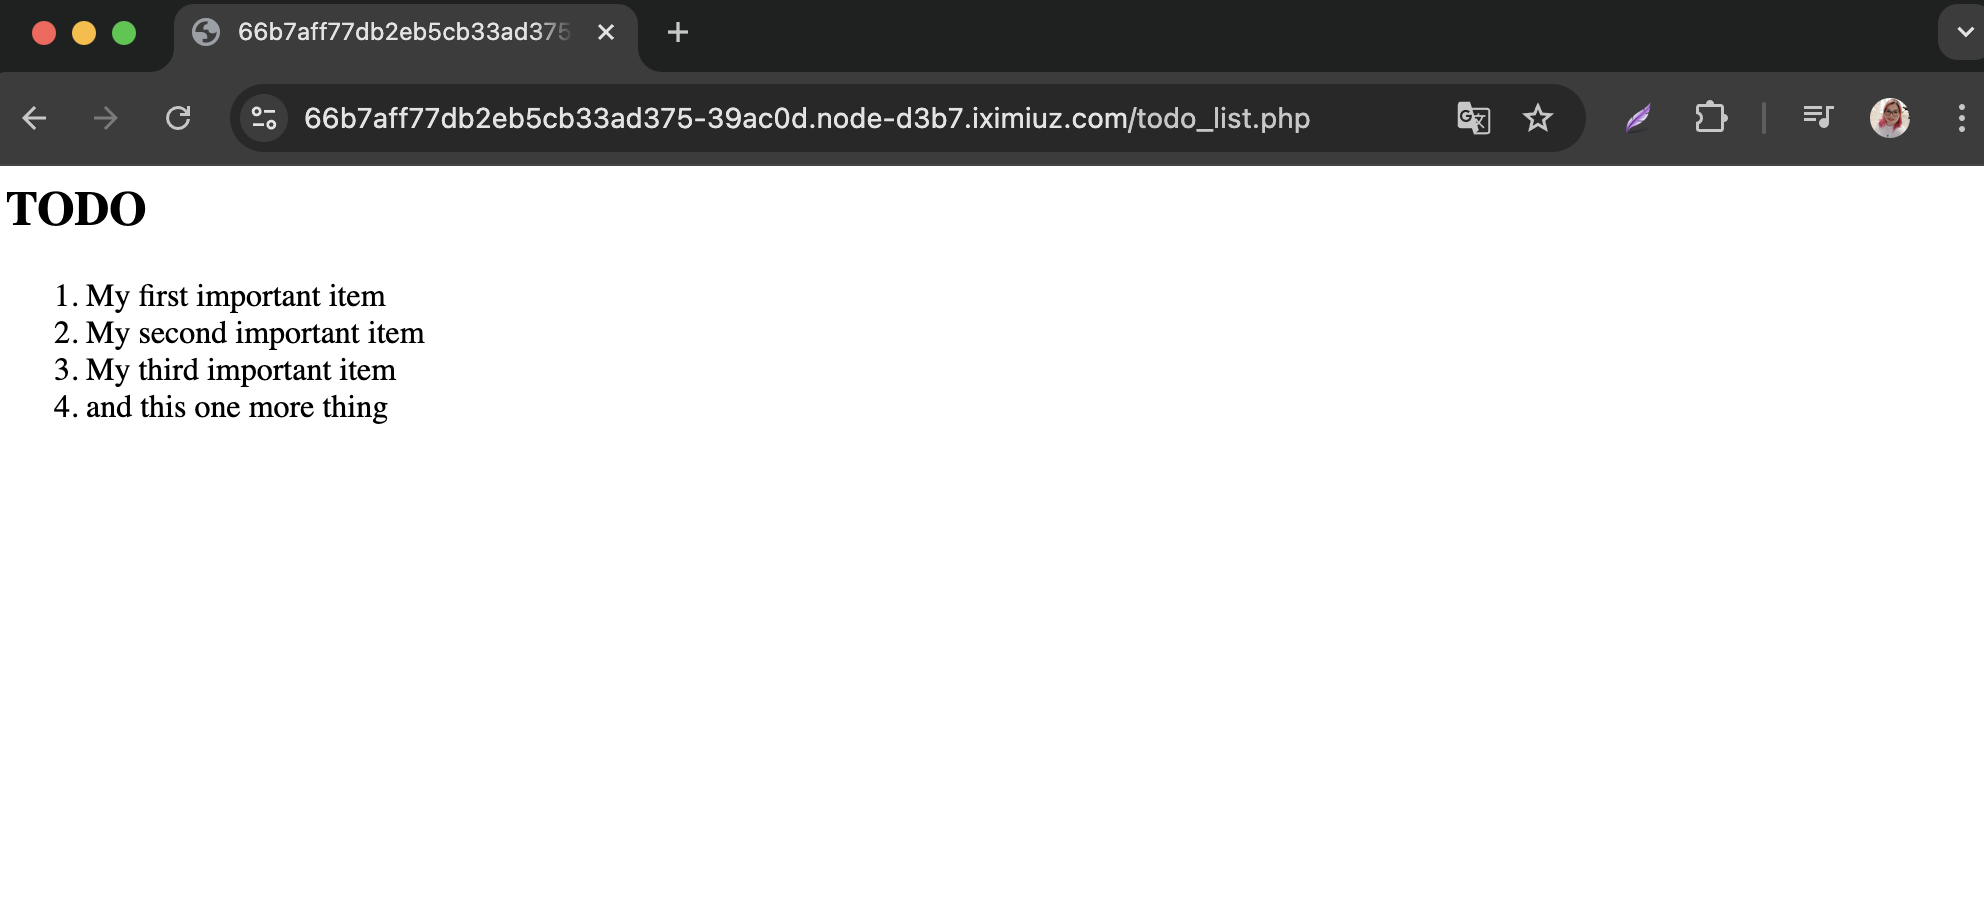 66b7aff77db2eb5cb33ad375
66b7aff77db2eb5cb33ad375-39ac0d.node-d3b7.iximiuz.com/todo_list.php
TODO
1. My first important item
2. My second important item
3. My third important item
4. and this one more thing